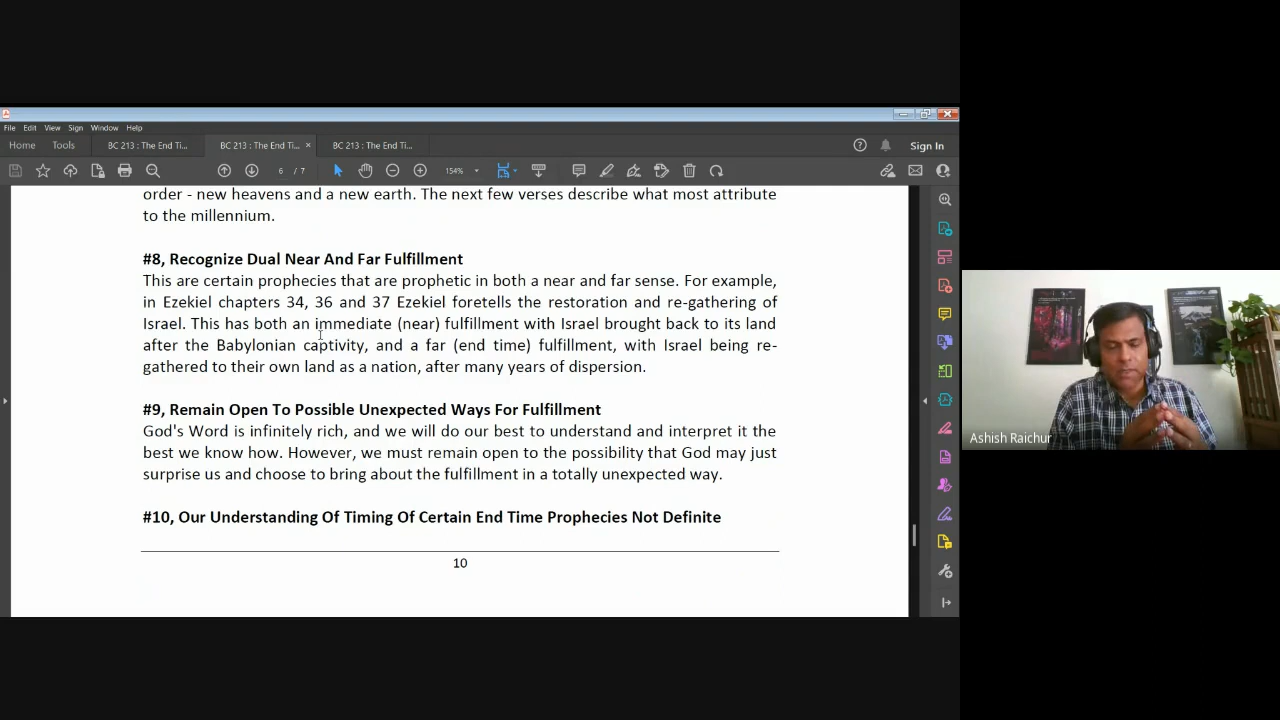 File Edit View Sign Window Help
Home Tools BC 213 : The End Ti... BC 213 : The End Ti... × BC 213 : The End Ti... Sign In
6 / 7 154%
order - new heavens and a new earth. The next few verses describe what most attribute
to the millennium.
#8, Recognize Dual Near And Far Fulfillment
This are certain prophecies that are prophetic in both a near and far sense. For example,
in Ezekiel chapters 34, 36 and 37 Ezekiel foretells the restoration and re-gathering of
Israel. This has both an immediate (near) fulfillment with Israel brought back to its land
after the Babylonian captivity, and a far (end time) fulfillment, with Israel being re-
gathered to their own land as a nation, after many years of dispersion.
#9, Remain Open To Possible Unexpected Ways For Fulfillment
God's Word is infinitely rich, and we will do our best to understand and interpret it the
best we know how. However, we must remain open to the possibility that God may just
surprise us and choose to bring about the fulfillment in a totally unexpected way.
#10, Our Understanding Of Timing Of Certain End Time Prophecies Not Definite
10
Ashish Raichur